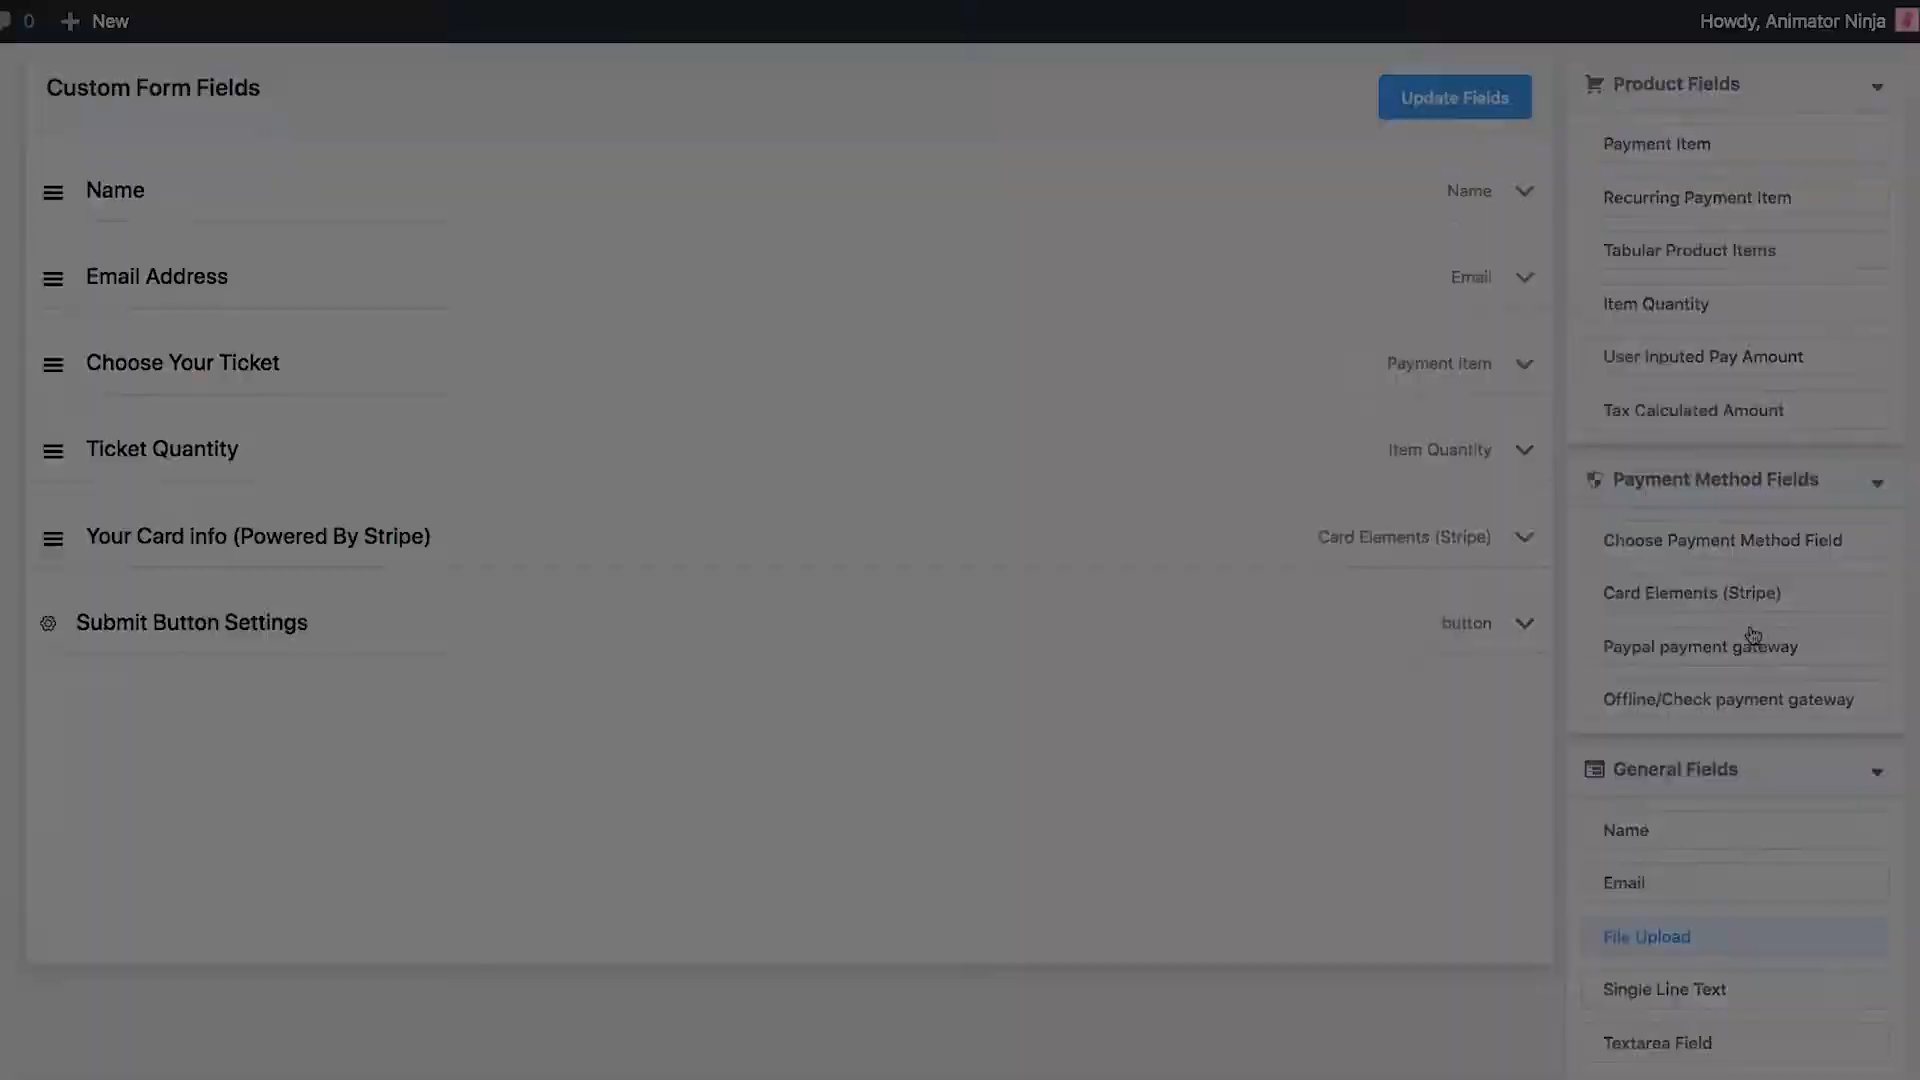 0 New
Howdy, Animator Ninja
Custom Form Fields
Update Fields
Name
Name
Email Address
Email
Choose Your Ticket
Payment Item
Ticket Quantity
Item Quantity
Your Card info (Powered By Stripe)
Card Elements (Stripe)
Submit Button Settings
button
Product Fields
Payment Item
Recurring Payment Item
Tabular Product Items
Item Quantity
User Inputed Pay Amount
Tax Calculated Amount
Payment Method Fields
Choose Payment Method Field
Card Elements (Stripe)
Paypal payment gateway
Offline/Check payment gateway
General Fields
Name
Email
File Upload
Single Line Text
Textarea Field